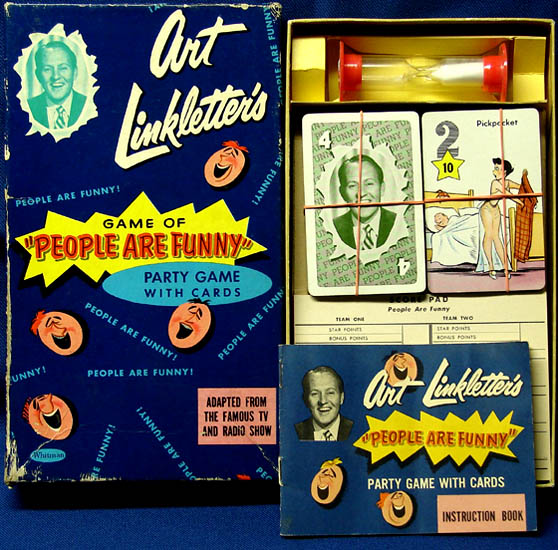 Art
Linkletter's
PEOPLE ARE FUNNY!
GAME OF
"PEOPLE ARE FUNNY"
PARTY GAME
WITH CARDS
PEOPLE ARE FUNNY!
PEOPLE ARE FUNNY!
PEOPLE ARE FUNNY!
ADAPTED FROM
THE FAMOUS TV
AND RADIO SHOW
Whitman
4
4
2
10
Pickpocket
SCORE PAD
People Are Funny
TEAM ONE
TEAM TWO
STAR POINTS
STAR POINTS
BONUS POINTS
BONUS POINTS
Art Linkletter's
"PEOPLE ARE FUNNY"
PARTY GAME WITH CARDS
INSTRUCTION BOOK